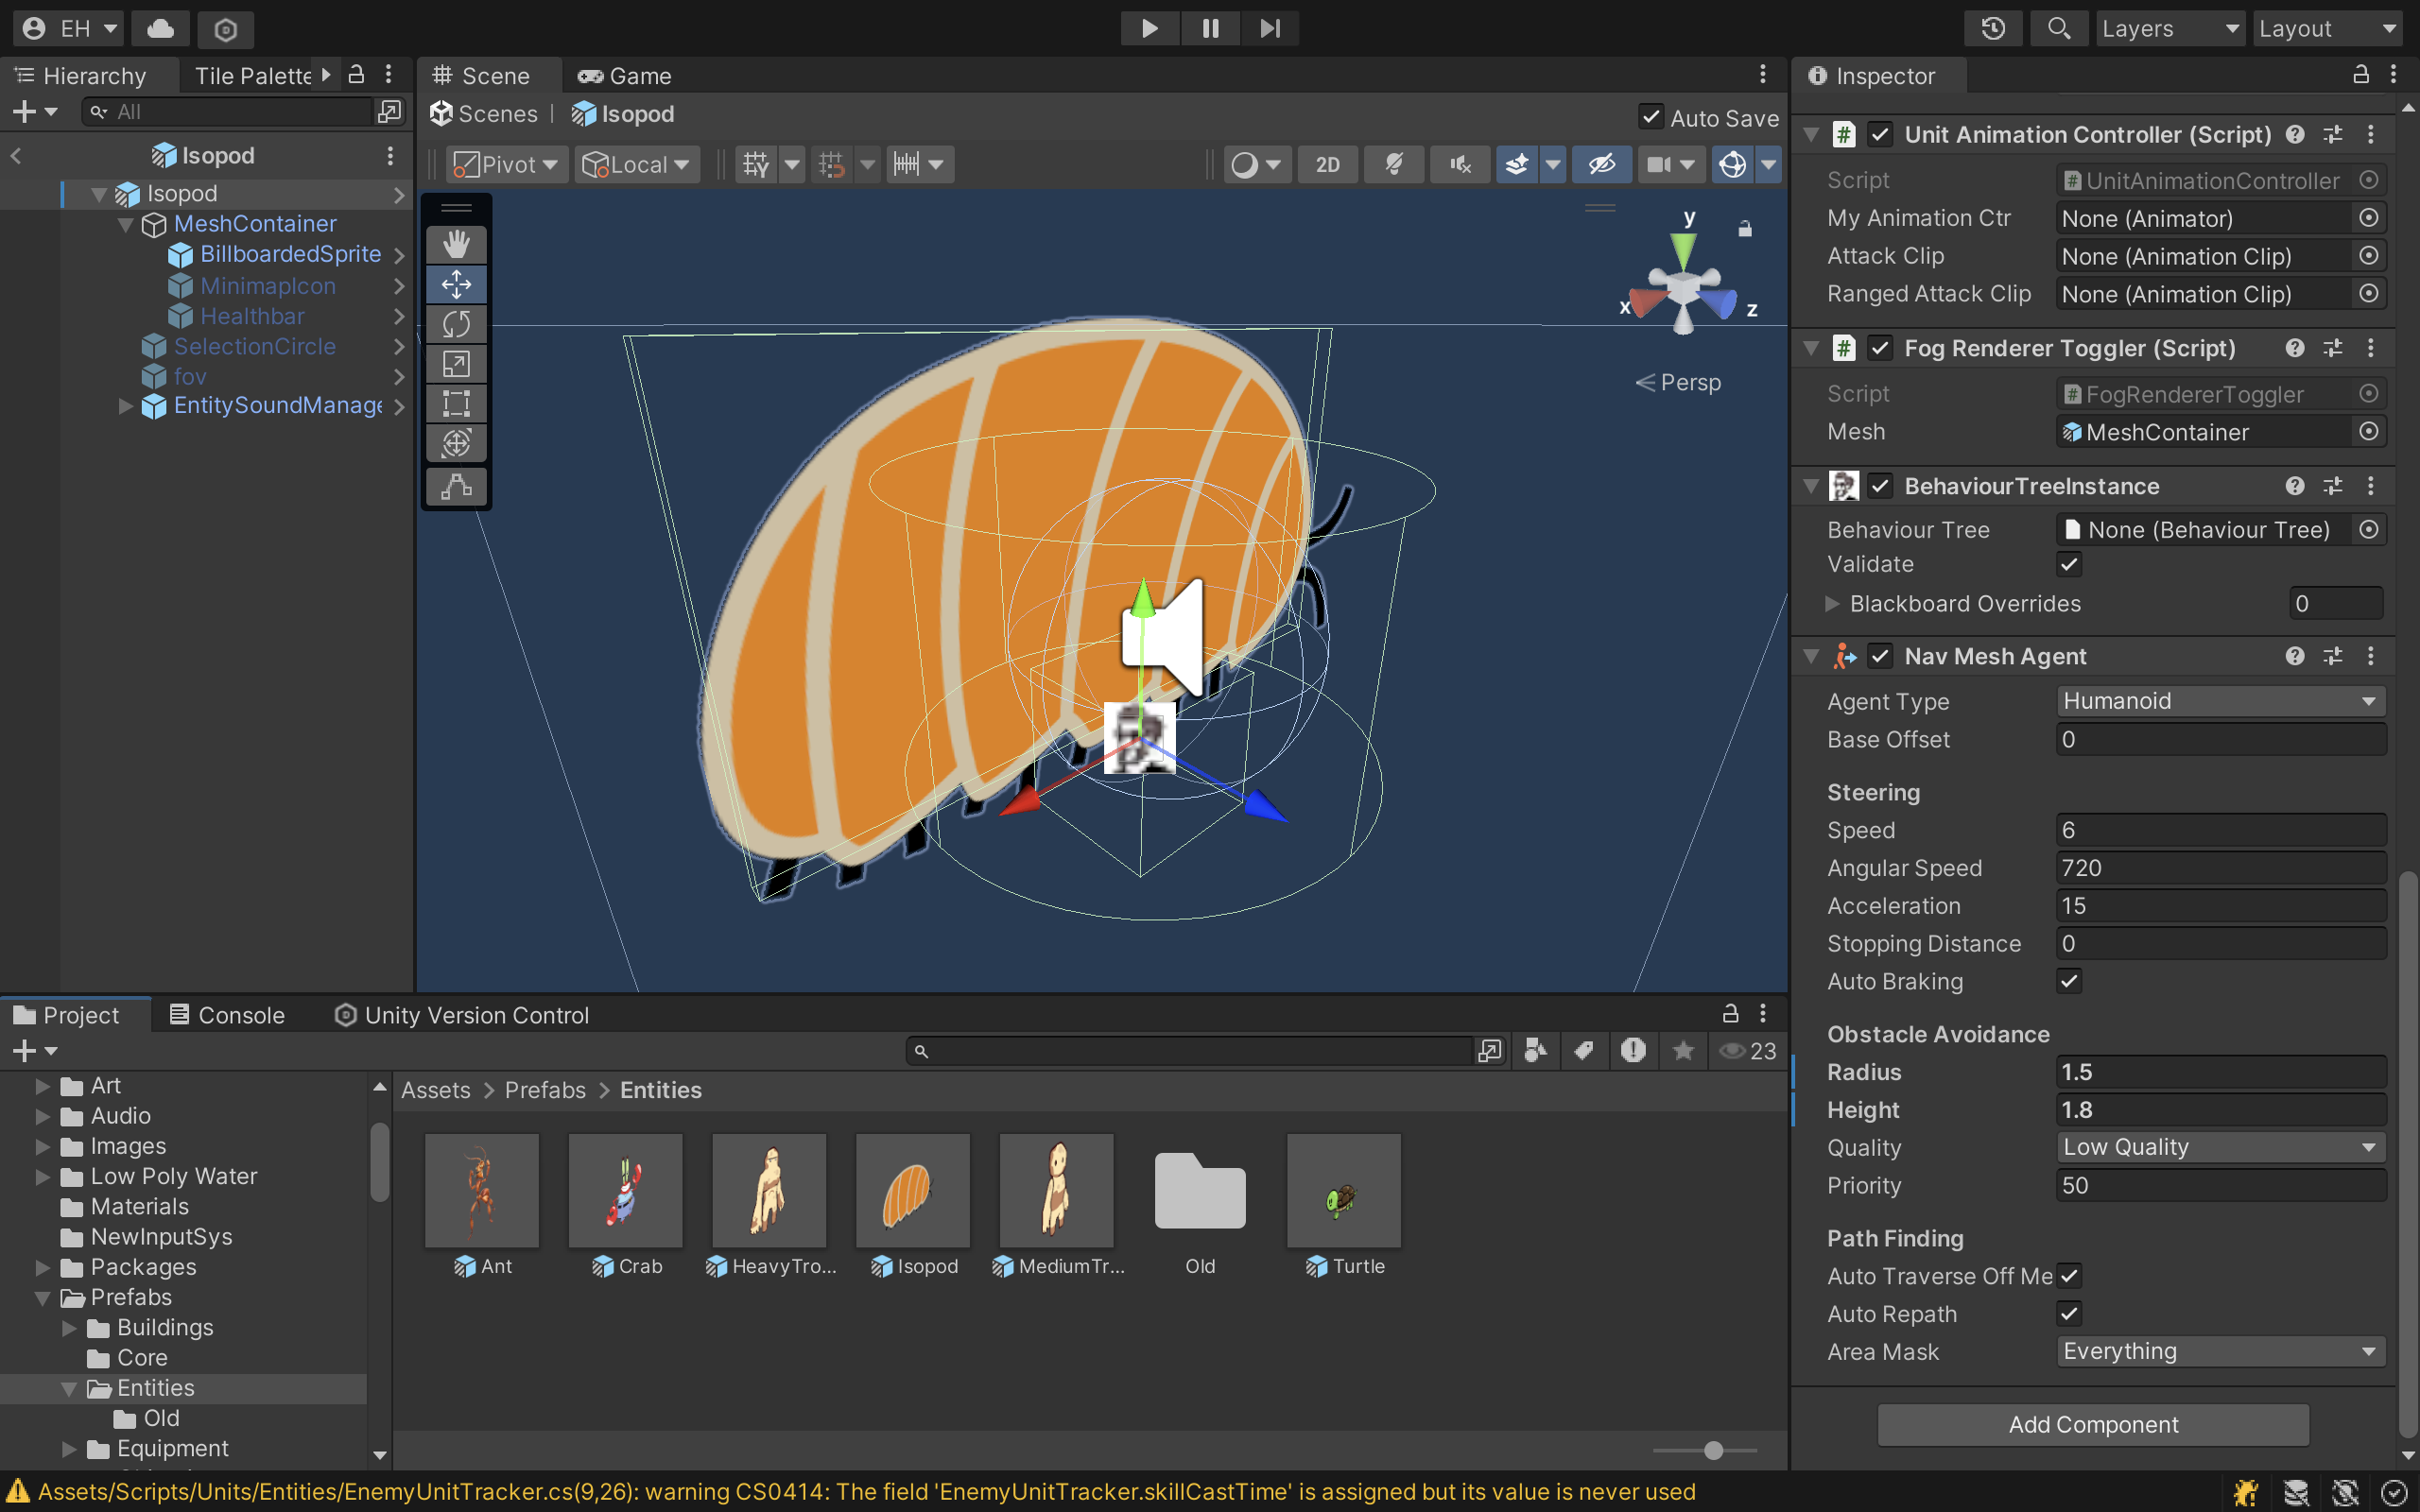 EH
Layers
Layout
Hierarchy
Tile Palette
All
Isopod
Isopod
MeshContainer
BillboardedSprite
MinimapIcon
Healthbar
SelectionCircle
fov
EntitySoundManage
Scene
Game
Scenes
Isopod
Auto Save
Pivot
Local
2D
y
x
z
Persp
Inspector
Unit Animation Controller (Script)
Script
UnitAnimationController
My Animation Ctr
None (Animator)
Attack Clip
None (Animation Clip)
Ranged Attack Clip
None (Animation Clip)
Fog Renderer Toggler (Script)
Script
FogRendererToggler
Mesh
MeshContainer
BehaviourTreeInstance
Behaviour Tree
None (Behaviour Tree)
Validate
Blackboard Overrides
0
Nav Mesh Agent
Agent Type
Humanoid
Base Offset
0
Steering
Speed
6
Angular Speed
720
Acceleration
15
Stopping Distance
0
Auto Braking
Obstacle Avoidance
Radius
1.5
Height
1.8
Quality
Low Quality
Priority
50
Path Finding
Auto Traverse Off Me
Auto Repath
Area Mask
Everything
Add Component
Project
Console
Unity Version Control
23
Art
Audio
Images
Low Poly Water
Materials
NewInputSys
Packages
Prefabs
Buildings
Core
Entities
Old
Equipment
Assets > Prefabs > Entities
Ant
Crab
HeavyTro...
Isopod
MediumTr...
Old
Turtle
Assets/Scripts/Units/Entities/EnemyUnitTracker.cs(9,26): warning CS0414: The field 'EnemyUnitTracker.skillCastTime' is assigned but its value is never used